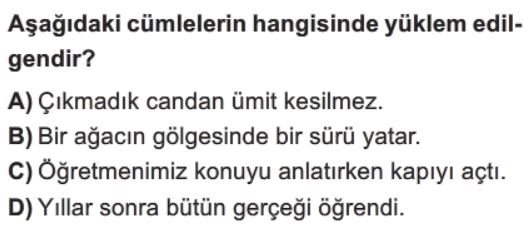 Aşağıdaki cümlelerin hangisinde yüklem edil-
gendir?
A) Çıkmadık candan ümit kesilmez.
B) Bir ağacın gölgesinde bir sürü yatar.
C) Öğretmenimiz konuyu anlatırken kapıyı açtı.
D) Yıllar sonra bütün gerçeği öğrendi.